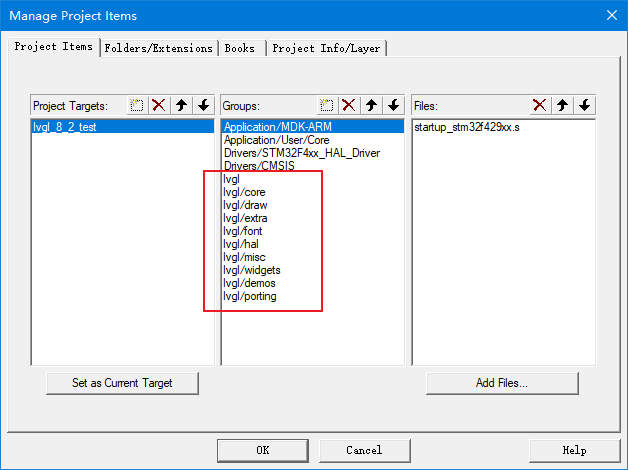 Manage Project Items
Project Items Folders/Extensions Books Project Info/Layer
Project Targets: Groups: Files:
lvgl_8_2_test
Application/MDK-ARM
Application/User/Core
Drivers/STM32F4xx_HAL_Driver
Drivers/CMSIS
lvgl
lvgl/core
lvgl/draw
lvgl/extra
lvgl/font
lvgl/hal
lvgl/misc
lvgl/widgets
lvgl/demos
lvgl/porting
startup_stm32f429xx.s
Set as Current Target
Add Files...
OK Cancel Help